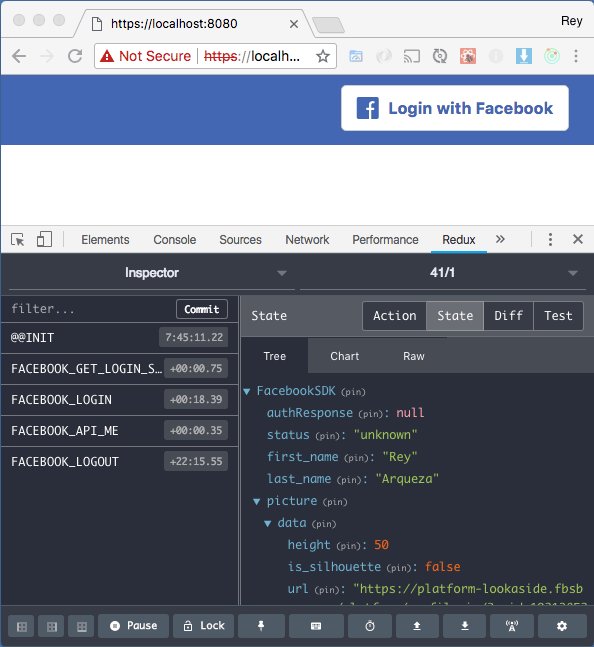 https://localhost:8080
Rey
Not Secure https://localh...
Login with Facebook
Elements Console Sources Network Performance Redux »
Inspector 41/1
filter... Commit
State Action State Diff Test
@@INIT 7:45:11.22
Tree Chart Raw
FACEBOOK_GET_LOGIN_S... +00:00.75
FACEBOOK_LOGIN +00:18.39
FACEBOOK_API_ME +00:00.35
FACEBOOK_LOGOUT +22:15.55
FacebookSDK (pin)
authResponse (pin): null
status (pin): "unknown"
first_name (pin): "Rey"
last_name (pin): "Arqueza"
picture (pin)
data (pin)
height (pin): 50
is_silhouette (pin): false
url (pin): "https://platform-lookaside.fbsb
Pause Lock